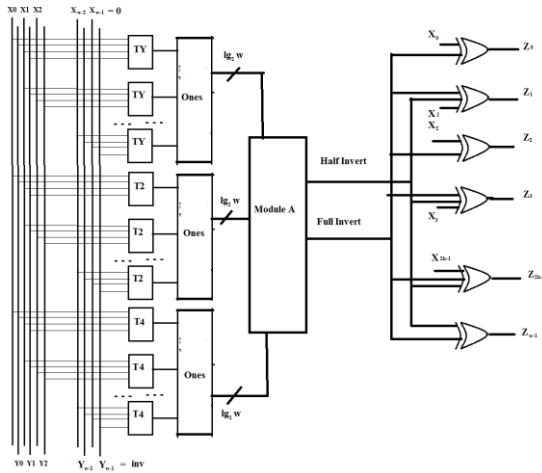 X0 X1 X2 Xw-2 Xw-1 =0
TY
TY
TY
Ones
lg2 w
T2
T2
T2
Ones
lg2 w
T4
T4
T4
Ones
lg2 w
Module A
Half Invert
Full Invert
X0
Z0
X1
Z1
X2
Z2
X3
Z3
X2k-1
Zw-1
Y0 Y1 Y2 Yw-2 Yw-1 = inv